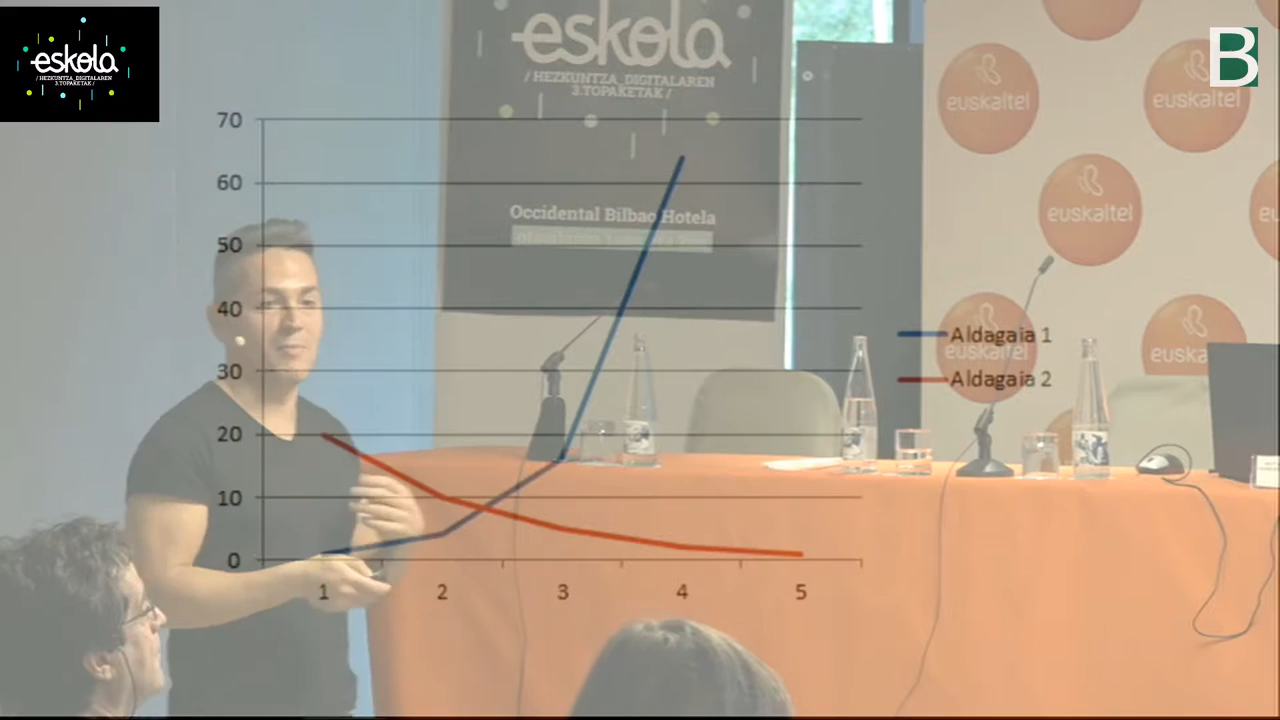 eskola
/ HEZKUNTZA_DIGITALAREN
3.TOPAKETAK /
eskola
/ HEZKUNTZA_DIGITALAREN
3.TOPAKETAK /
B
euskaltel
euskaltel
euskaltel
euskaltel
Occidental Bilbao Hotela
70
60
50
40
30
20
10
0
1
2
3
4
5
Aldagaia 1
Aldagaia 2